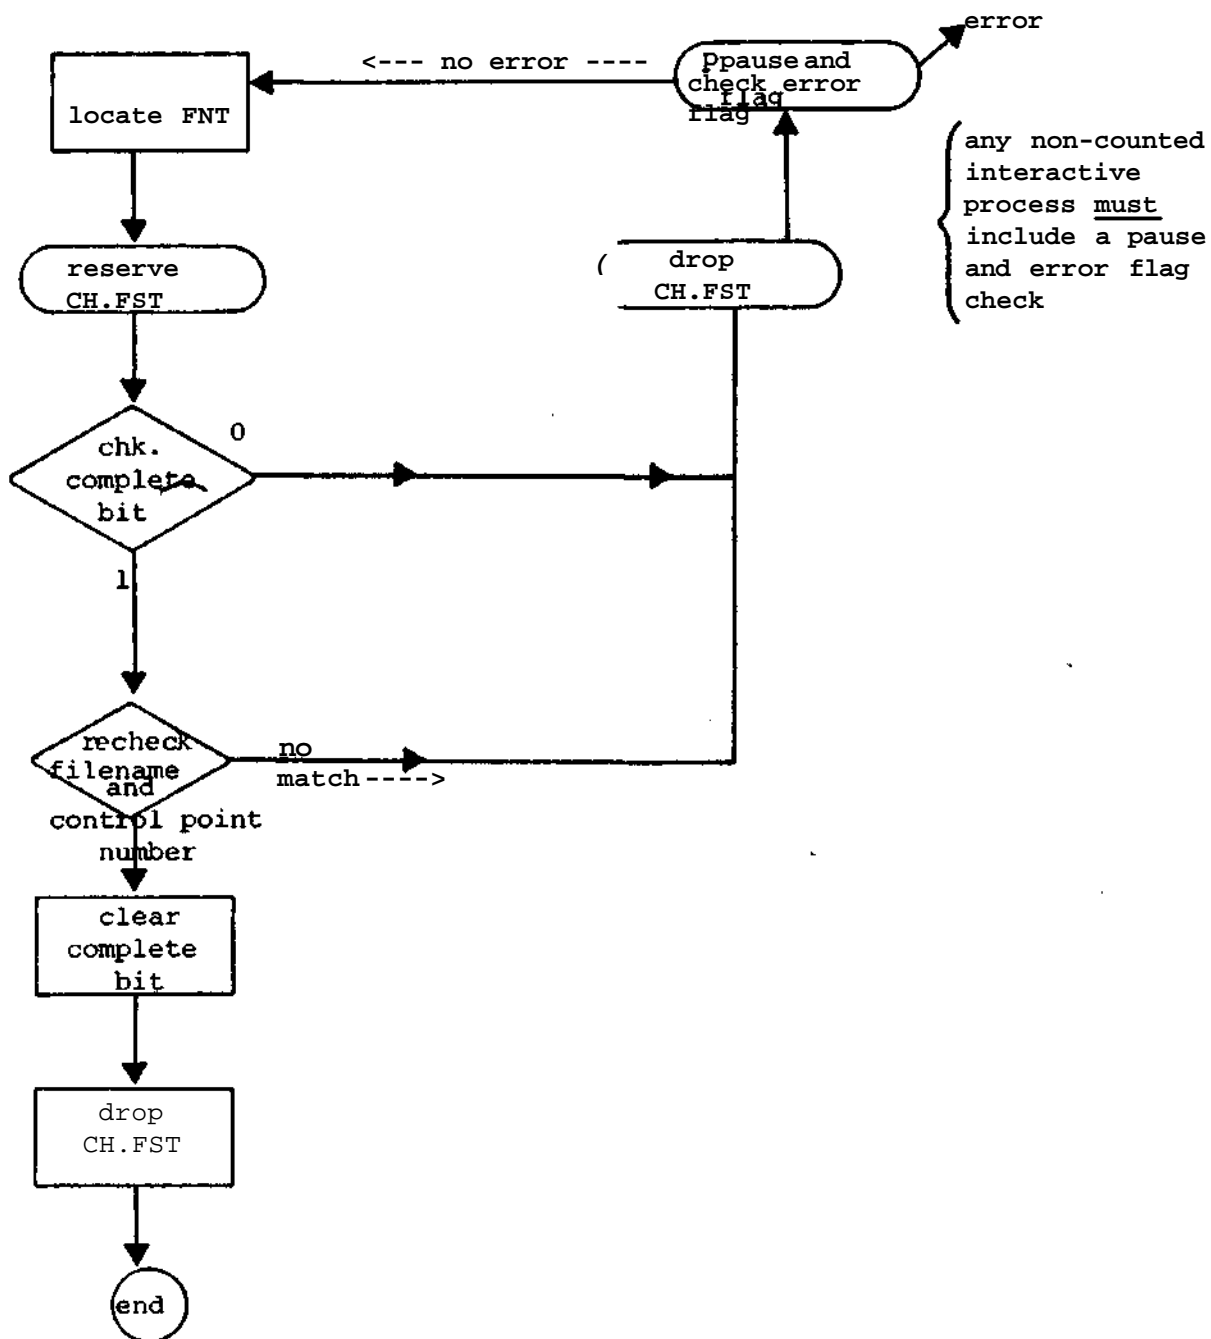 error
<--- no error ----
Ppause and
check error
flag
flag
locate FNT
any non-counted
interactive
process must
include a pause
and error flag
check
reserve
CH.FST
( drop
CH.FST
chk.
complete
bit
0
1
recheck
filename
and
control point
number
no
match---->
clear
complete
bit
drop
CH.FST
end